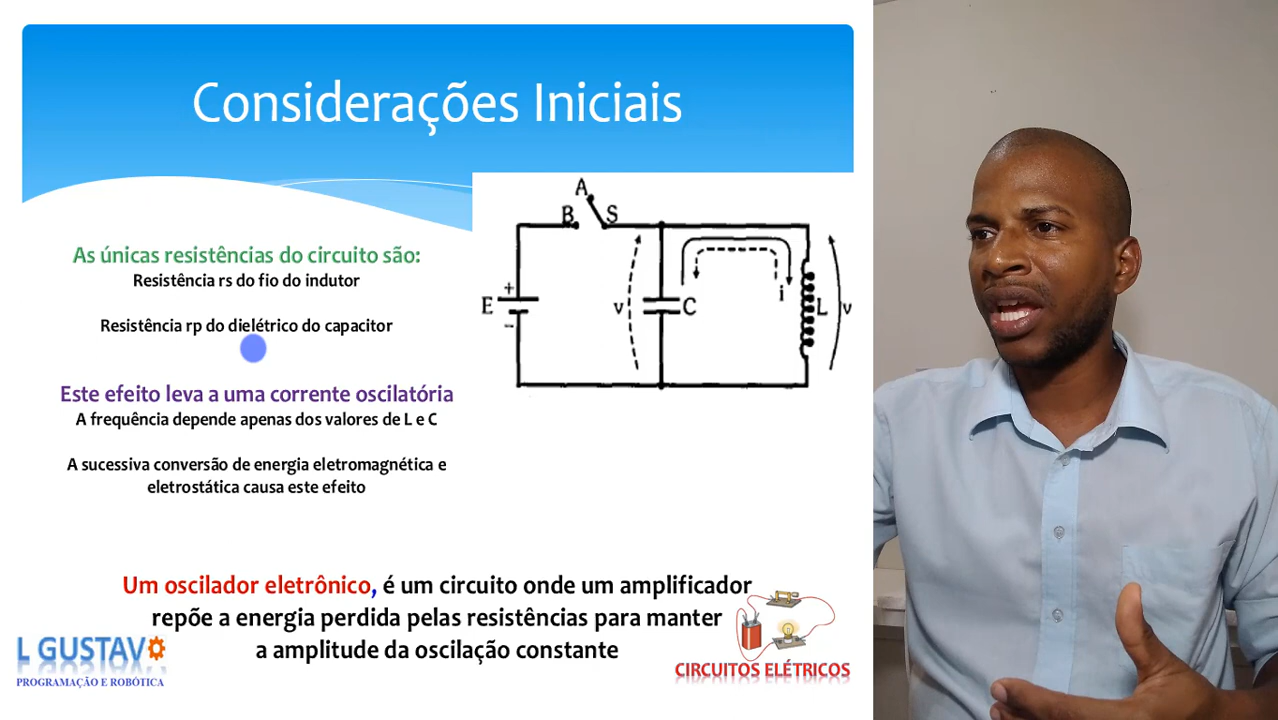 Considerações Iniciais
As únicas resistências do circuito são:
Resistência rs do fio do indutor
Resistência rp do dielétrico do capacitor
Este efeito leva a uma corrente oscilatória
A frequência depende apenas dos valores de L e C
A sucessiva conversão de energia eletromagnética e
eletrostática causa este efeito
A
B S
+
E
−
v
C
i
L
v
Um oscilador eletrônico, é um circuito onde um amplificador
repõe a energia perdida pelas resistências para manter
a amplitude da oscilação constante
L GUSTAVO
PROGRAMAÇÃO E ROBÓTICA
CIRCUITOS ELÉTRICOS